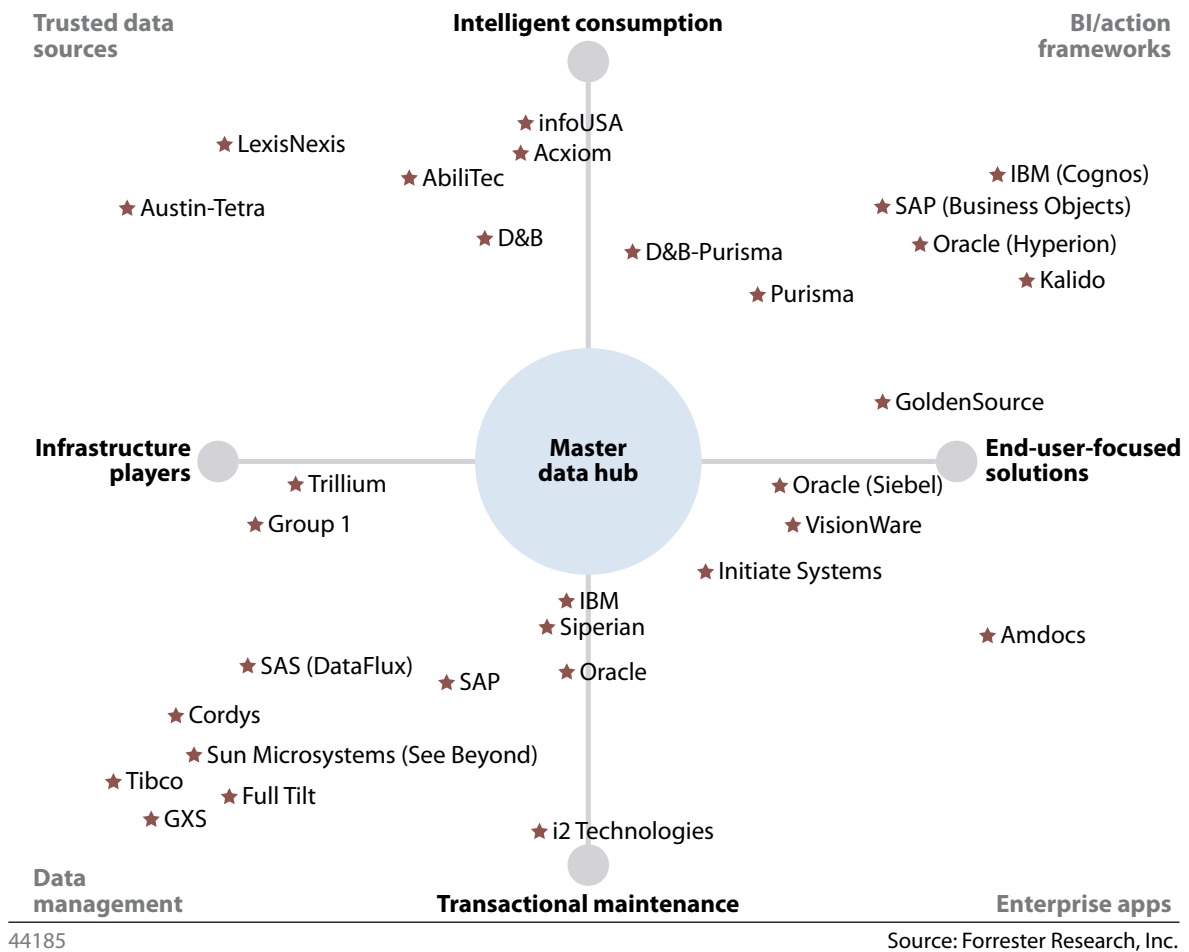 Trusted data
sources
Intelligent consumption
BI/action
frameworks
infoUSA
LexisNexis
Acxiom
AbiliTec
IBM (Cognos)
Austin-Tetra
SAP (Business Objects)
D&B
D&B-Purisma
Oracle (Hyperion)
Purisma
Kalido
GoldenSource
Infrastructure
players
Master
data hub
End-user-focused
solutions
Trillium
Oracle (Siebel)
Group 1
VisionWare
Initiate Systems
IBM
Siperian
Amdocs
SAS (DataFlux)
SAP
Oracle
Cordys
Sun Microsystems (See Beyond)
Tibco
Full Tilt
GXS
i2 Technologies
Data
management
Transactional maintenance
Enterprise apps
44185
Source: Forrester Research, Inc.